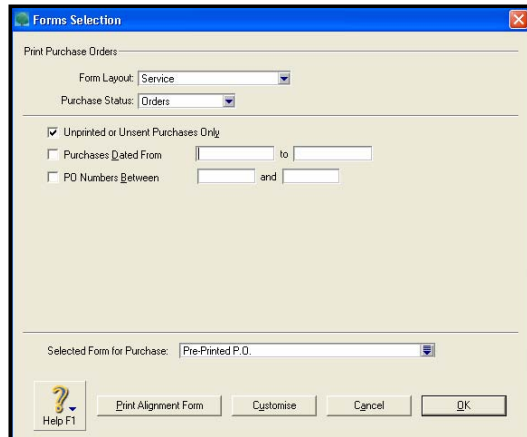 Forms Selection
Print Purchase Orders
Form Layout: Service
Purchase Status: Orders
Unprinted or Unsent Purchases Only
Purchases Dated From to
PO Numbers Between and
Selected Form for Purchase: Pre-Printed P.O.
Help F1 Print Alignment Form Customise Cancel OK